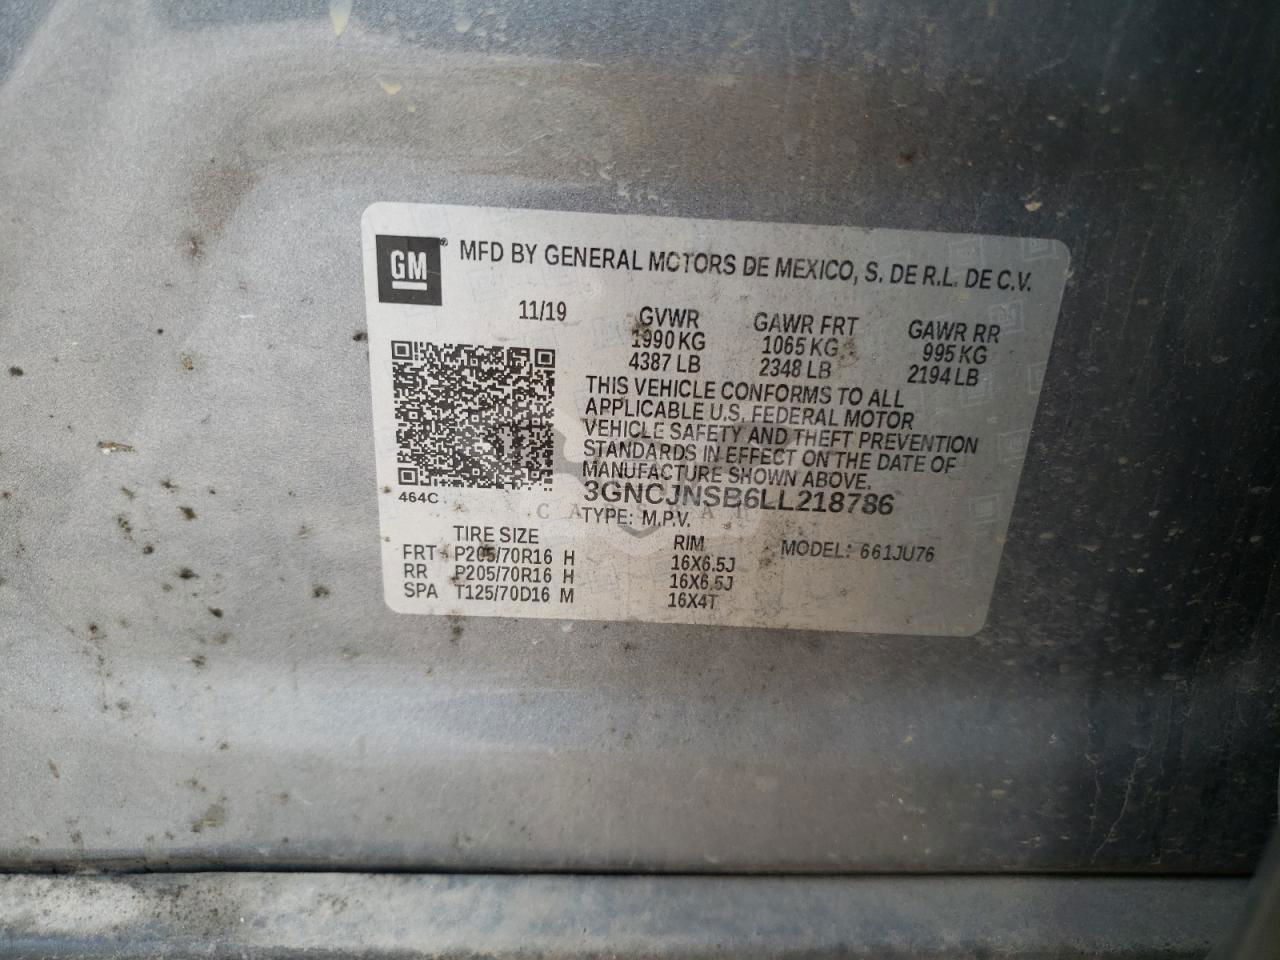 GM® MFD BY GENERAL MOTORS DE MEXICO, S. DE R.L. DE C.V.
11/19 GVWR GAWR FRT GAWR RR
1990 KG 1065 KG 995 KG
4387 LB 2348 LB 2194 LB
THIS VEHICLE CONFORMS TO ALL
APPLICABLE U.S. FEDERAL MOTOR
VEHICLE SAFETY AND THEFT PREVENTION
STANDARDS IN EFFECT ON THE DATE OF
MANUFACTURE SHOWN ABOVE.
464C 3GNCJNSB6LL218786
TYPE: M.P.V.
TIRE SIZE RIM MODEL: 661JU76
FRT P205/70R16 H 16X6.5J
RR P205/70R16 H 16X6.5J
SPA T125/70D16 M 16X4T